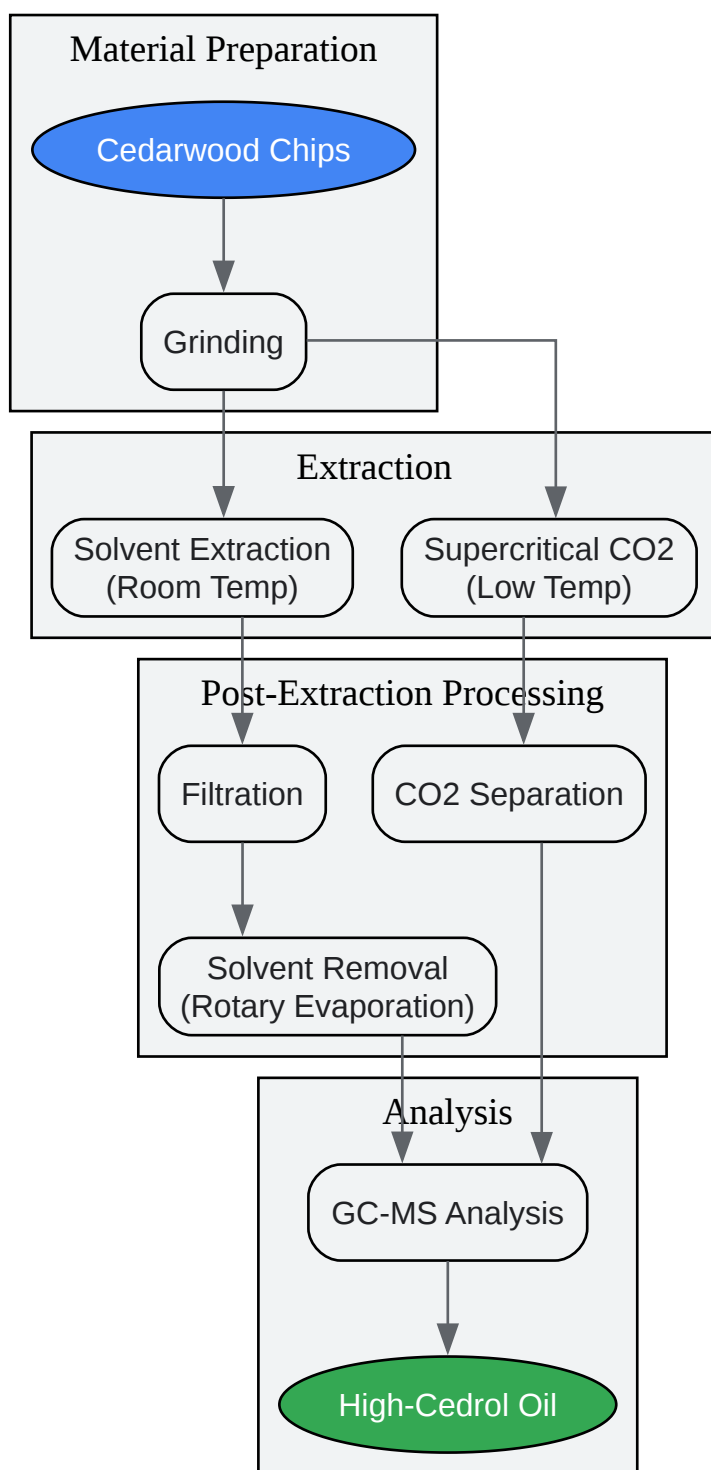 Material Preparation
Cedarwood Chips
Grinding
Extraction
Solvent Extraction
(Room Temp)
Supercritical CO2
(Low Temp)
Post-Extraction Processing
Filtration
CO2 Separation
Solvent Removal
(Rotary Evaporation)
Analysis
GC-MS Analysis
High-Cedrol Oil